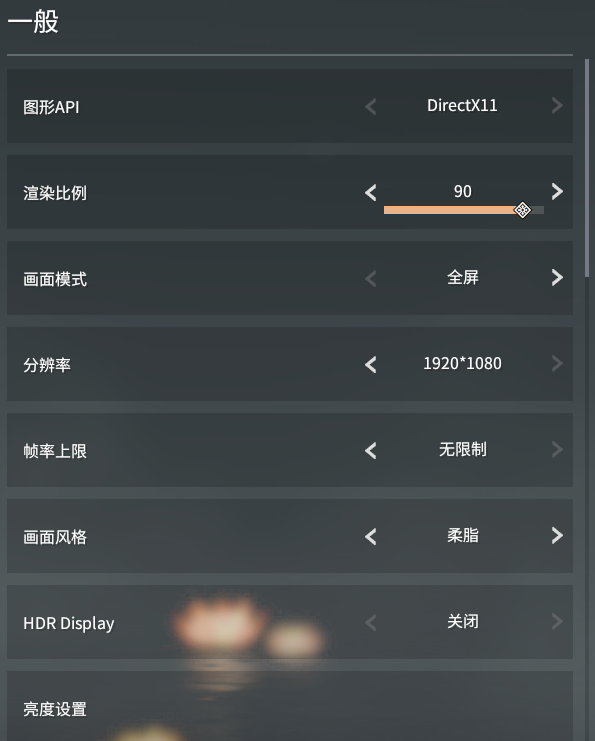 一般
图形API
DirectX11
渲染比例
90
画面模式
全屏
分辨率
1920*1080
帧率上限
无限制
画面风格
柔脂
HDR Display
关闭
亮度设置